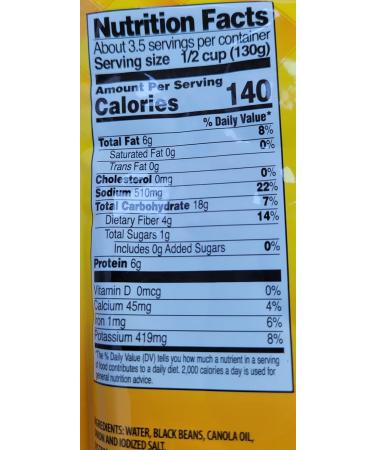 Nutrition Facts
About 3.5 servings per container
Serving size 1/2 cup (130g)
Amount Per Serving
Calories 140
% Daily Value*
Total Fat 6g 8%
Saturated Fat 0g 0%
Trans Fat 0g
Cholesterol 0mg 0%
Sodium 510mg 22%
Total Carbohydrate 18g 7%
Dietary Fiber 4g 14%
Total Sugars 1g
Includes 0g Added Sugars 0%
Protein 6g
Vitamin D 0mcg 0%
Calcium 45mg 4%
Iron 1mg 6%
Potassium 419mg 8%
*The % Daily Value (DV) tells you how much a nutrient in a serving
of food contributes to a daily diet. 2,000 calories a day is used for
general nutrition advice.
INGREDIENTS: WATER, BLACK BEANS, CANOLA OIL,
ONION AND IODIZED SALT.